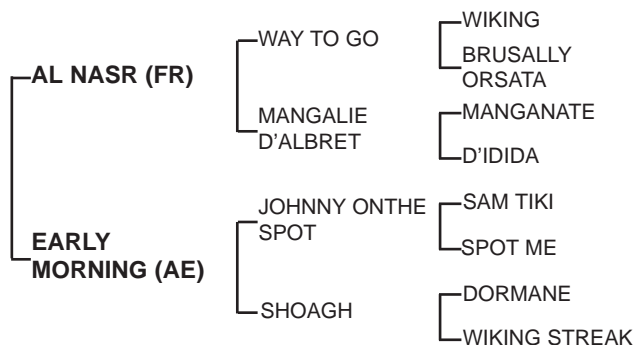 AL NASR (FR)
WAY TO GO
WIKING
BRUSALLY
ORSATA
MANGALIE
D'ALBRET
MANGANATE
D'IDIDA
EARLY
MORNING (AE)
JOHNNY ONTHE
SPOT
SAM TIKI
SPOT ME
SHOAGH
DORMANE
WIKING STREAK